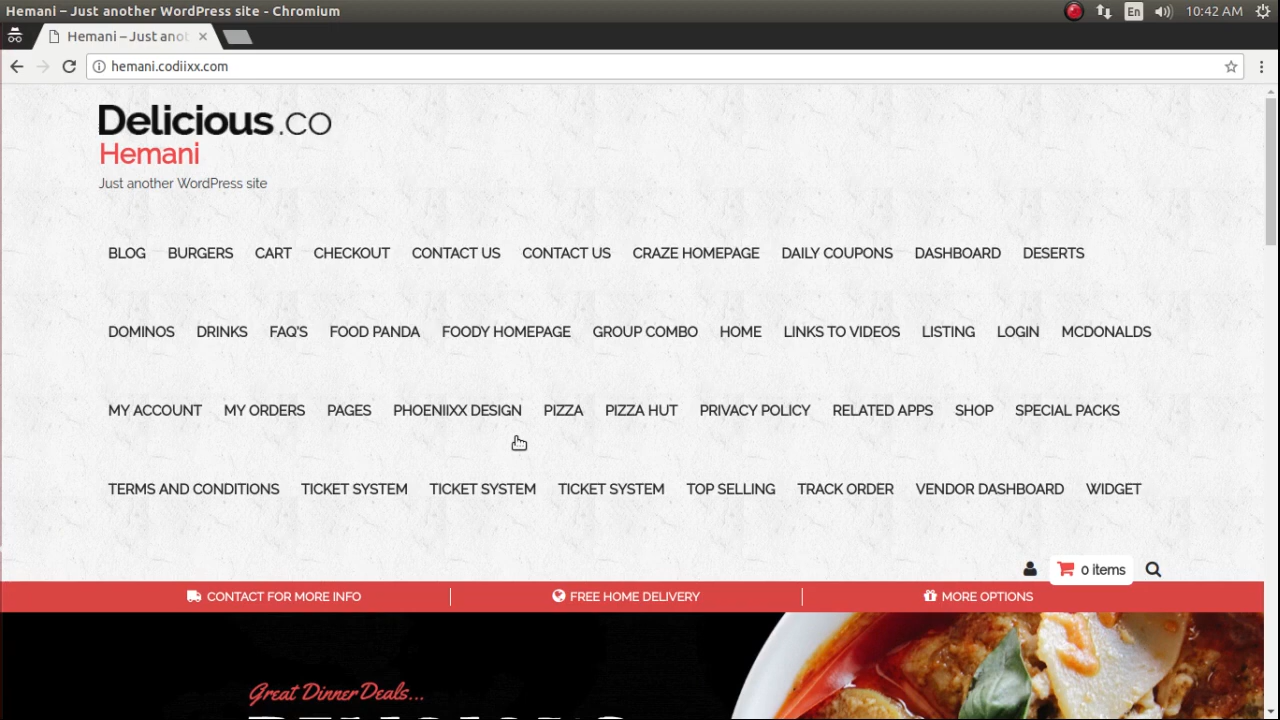 Hemani – Just another WordPress site - Chromium
En
10:42 AM
Hemani – Just anot
hemani.codiixx.com
Delicious.co
Hemani
Just another WordPress site
BLOG BURGERS CART CHECKOUT CONTACT US CONTACT US CRAZE HOMEPAGE DAILY COUPONS DASHBOARD DESERTS
DOMINOS DRINKS FAQ'S FOOD PANDA FOODY HOMEPAGE GROUP COMBO HOME LINKS TO VIDEOS LISTING LOGIN MCDONALDS
MY ACCOUNT MY ORDERS PAGES PHOENIIXX DESIGN PIZZA PIZZA HUT PRIVACY POLICY RELATED APPS SHOP SPECIAL PACKS
TERMS AND CONDITIONS TICKET SYSTEM TICKET SYSTEM TICKET SYSTEM TOP SELLING TRACK ORDER VENDOR DASHBOARD WIDGET
0 items
CONTACT FOR MORE INFO FREE HOME DELIVERY MORE OPTIONS
Great Dinner Deals...